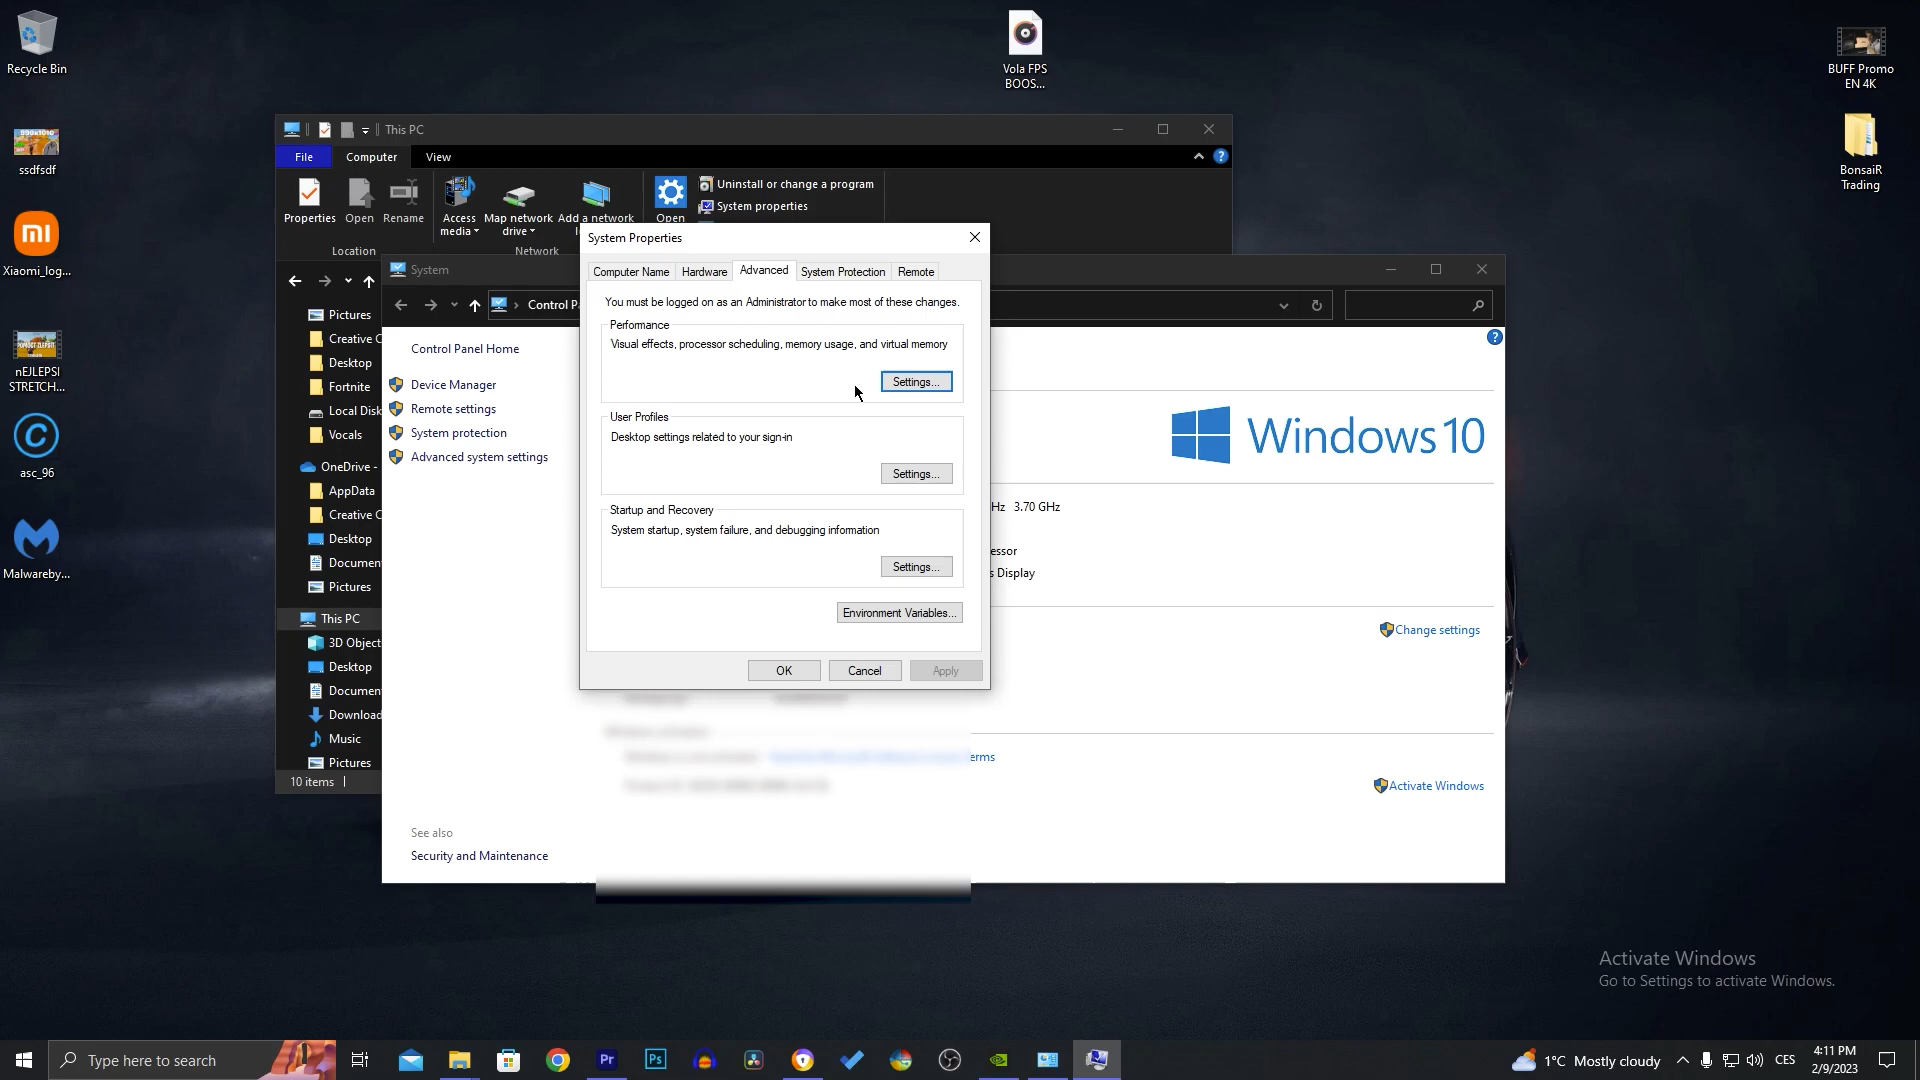 Recycle Bin
ssdfsdf
Xiaomi_log...
nEJLEPSI
STRETCH...
asc_96
Malwareby...
Vola FPS
BOOS...
BUFF Promo
EN 4K
BonsaiR
Trading
This PC
File
Computer
View
Uninstall or change a program
System properties
Properties
Open
Rename
Access
media
Map network
drive
Add a network
Open
Location
Network
System
Control P
Pictures
Creative C
Desktop
Fortnite
Local Disk
Vocals
OneDrive -
AppData
Creative C
Desktop
Documen
Pictures
This PC
3D Object
Desktop
Documen
Download
Music
Pictures
10 items
Control Panel Home
Device Manager
Remote settings
System protection
Advanced system settings
See also
Security and Maintenance
System Properties
Computer Name
Hardware
Advanced
System Protection
Remote
You must be logged on as an Administrator to make most of these changes.
Performance
Visual effects, processor scheduling, memory usage, and virtual memory
Settings...
User Profiles
Desktop settings related to your sign-in
Settings...
Startup and Recovery
System startup, system failure, and debugging information
Settings...
Environment Variables...
OK
Cancel
Apply
Windows 10
Hz 3.70 GHz
essor
s Display
Change settings
erms
Activate Windows
Activate Windows
Go to Settings to activate Windows.
Type here to search
Pr
Ps
1°C Mostly cloudy
CES
4:11 PM
2/9/2023